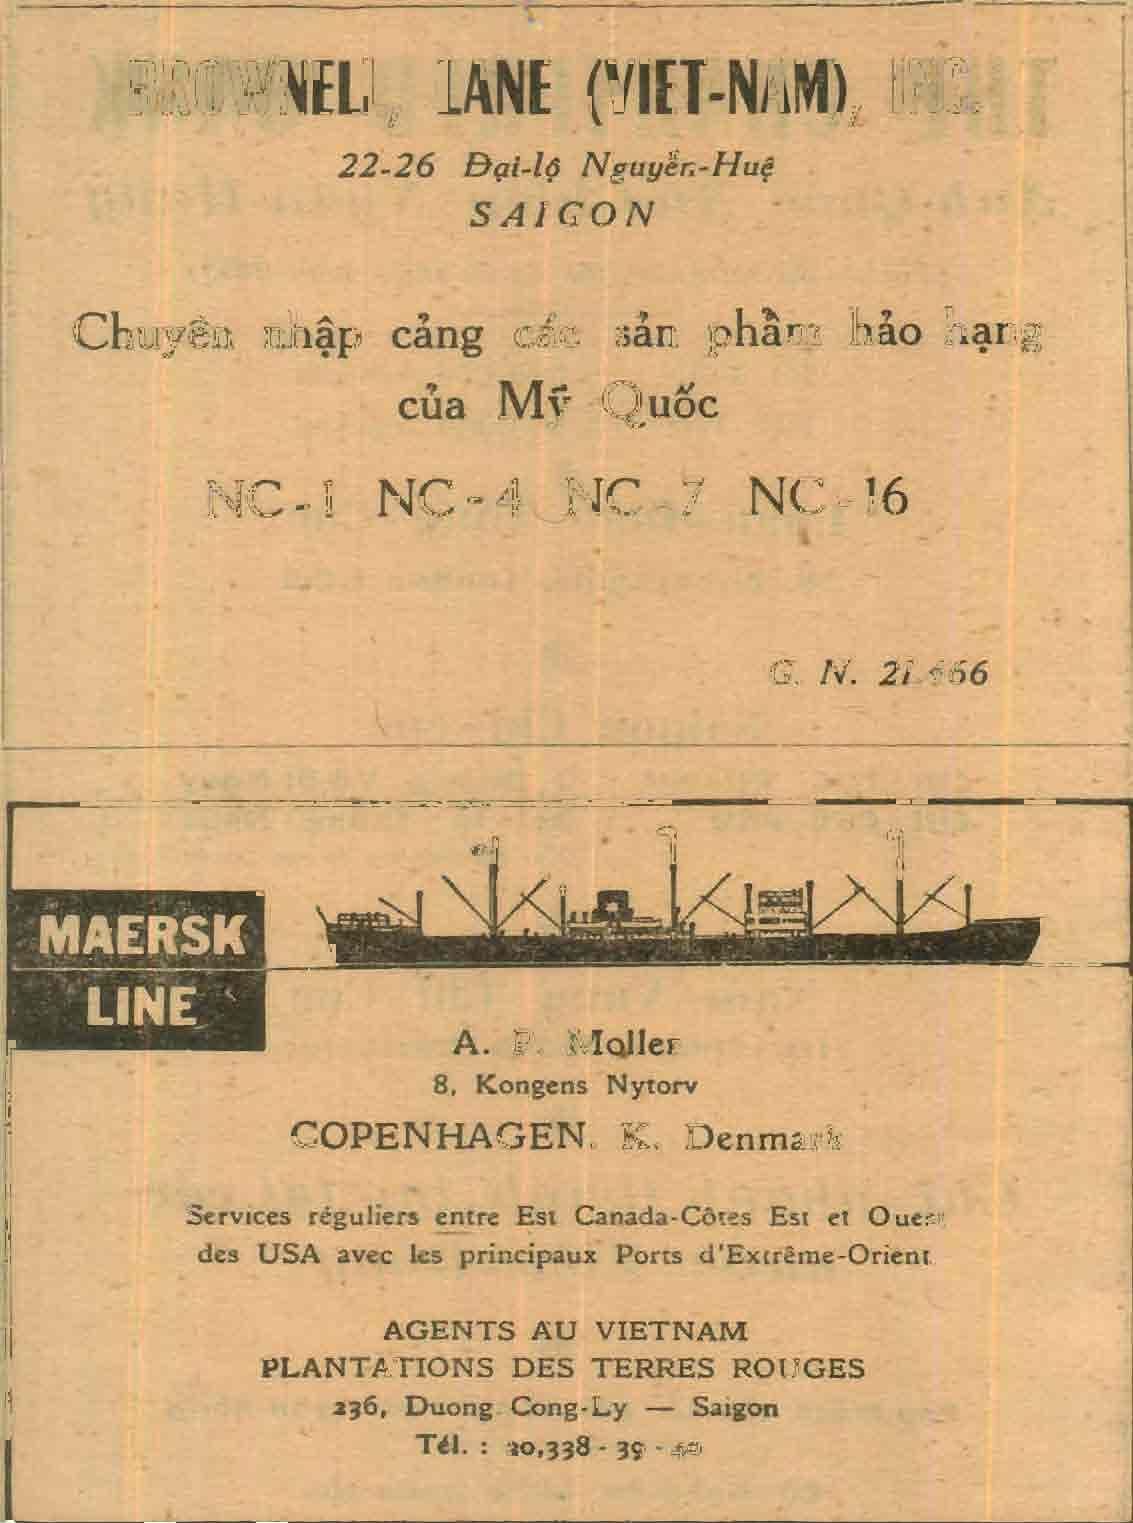 BROWNELL, LANE (VIET-NAM), INC.
22-26 Đại-lộ Nguyễn-Huệ
SAIGON
Chuyên nhập cảng các sản phẩm hảo hạng
của Mỹ Quốc
NC-1 NC-4 NC-7 NC-16
G. N. 
MAERSK
LINE
A. P. Moller
8, Kongens Nytorv
COPENHAGEN. K. Denmark
Services réguliers entre Est Canada-Côtes Est et Ouest
des USA avec les principaux Ports d'Extrême-Orient
AGENTS AU VIETNAM
PLANTATIONS DES TERRES ROUGES
236, Duong Cong-Ly — Saigon
Tél. : 20,338 - 39 - 40